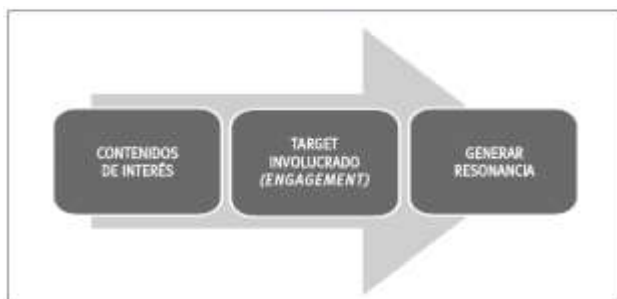 CONTENIDOS
DE INTERÉS
TARGET
INVOLUCRADO
(ENGAGEMENT)
GENERAR
RESONANCIA